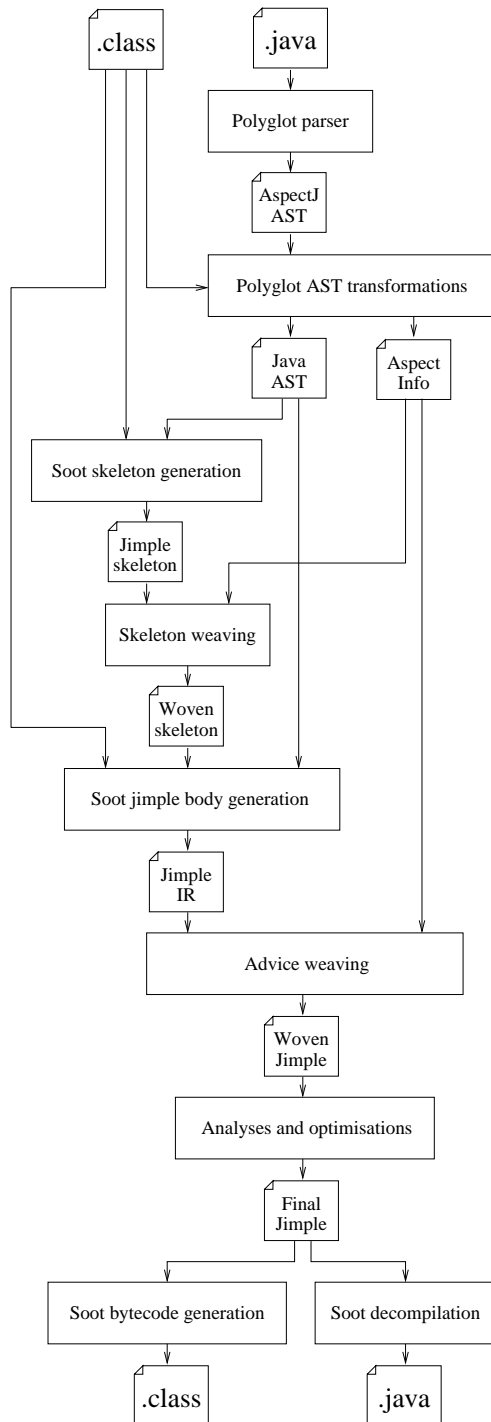 .class
.java
Polyglot parser
AspectJ
AST
Polyglot AST transformations
Java
AST
Aspect
Info
Soot skeleton generation
Jimple
skeleton
Skeleton weaving
Woven
skeleton
Soot jimple body generation
Jimple
IR
Advice weaving
Woven
Jimple
Analyses and optimisations
Final
Jimple
Soot bytecode generation
Soot decompilation
.class
.java